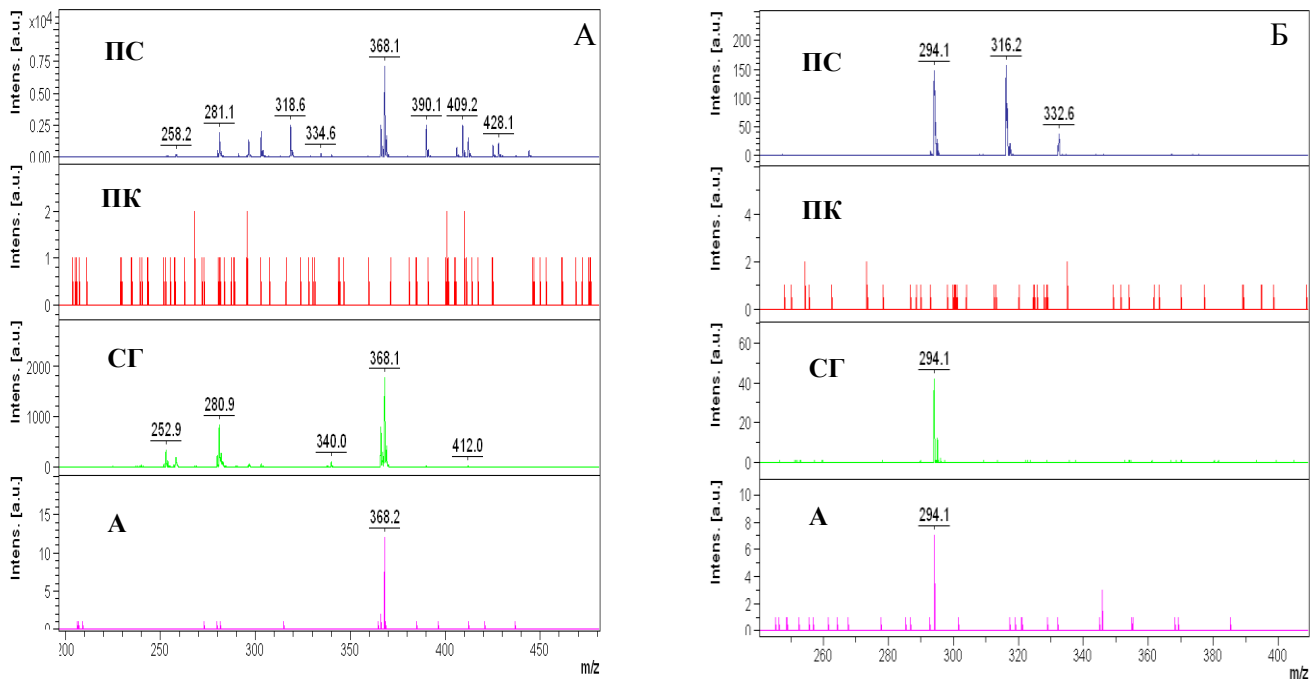 А
x10⁴
Intens. [a.u.]
0.75
0.50
0.25
0.00
ПС
258.2
281.1
318.6
334.6
368.1
390.1
409.2
428.1
Intens. [a.u.]
2
1
0
ПК
Intens. [a.u.]
2000
1000
0
СГ
252.9
280.9
340.0
368.1
412.0
Intens. [a.u.]
15
10
5
0
А
368.2
200 250 300 350 400 450
m/z
Б
Intens. [a.u.]
200
150
100
50
0
ПС
294.1
316.2
332.6
Intens. [a.u.]
4
2
0
ПК
Intens. [a.u.]
60
40
20
0
СГ
294.1
Intens. [a.u.]
10
8
6
4
2
0
А
294.1
260 280 300 320 340 360 380 400
m/z